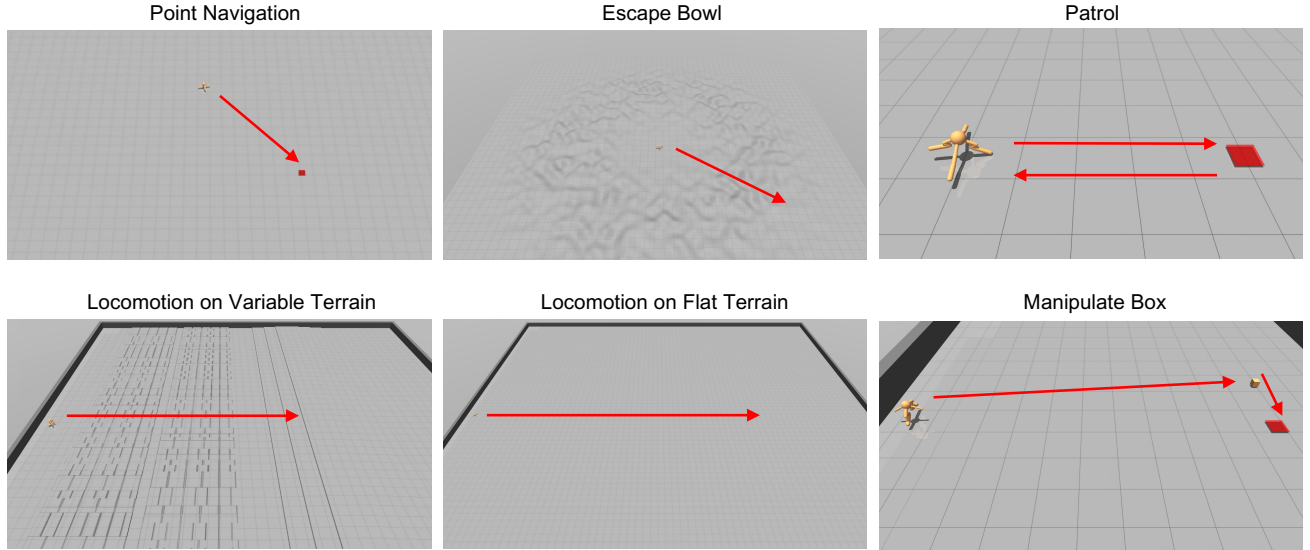 Point Navigation
Escape Bowl
Patrol
Locomotion on Variable Terrain
Locomotion on Flat Terrain
Manipulate Box